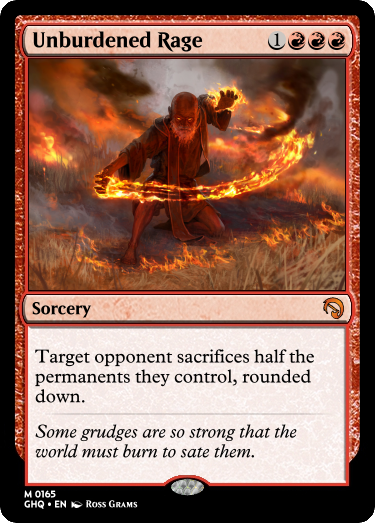 Unburdened Rage 1
Sorcery
Target opponent sacrifices half the
permanents they control, rounded
down.
Some grudges are so strong that the
world must burn to sate them.
M 0165
GHQ • EN Ross Grams